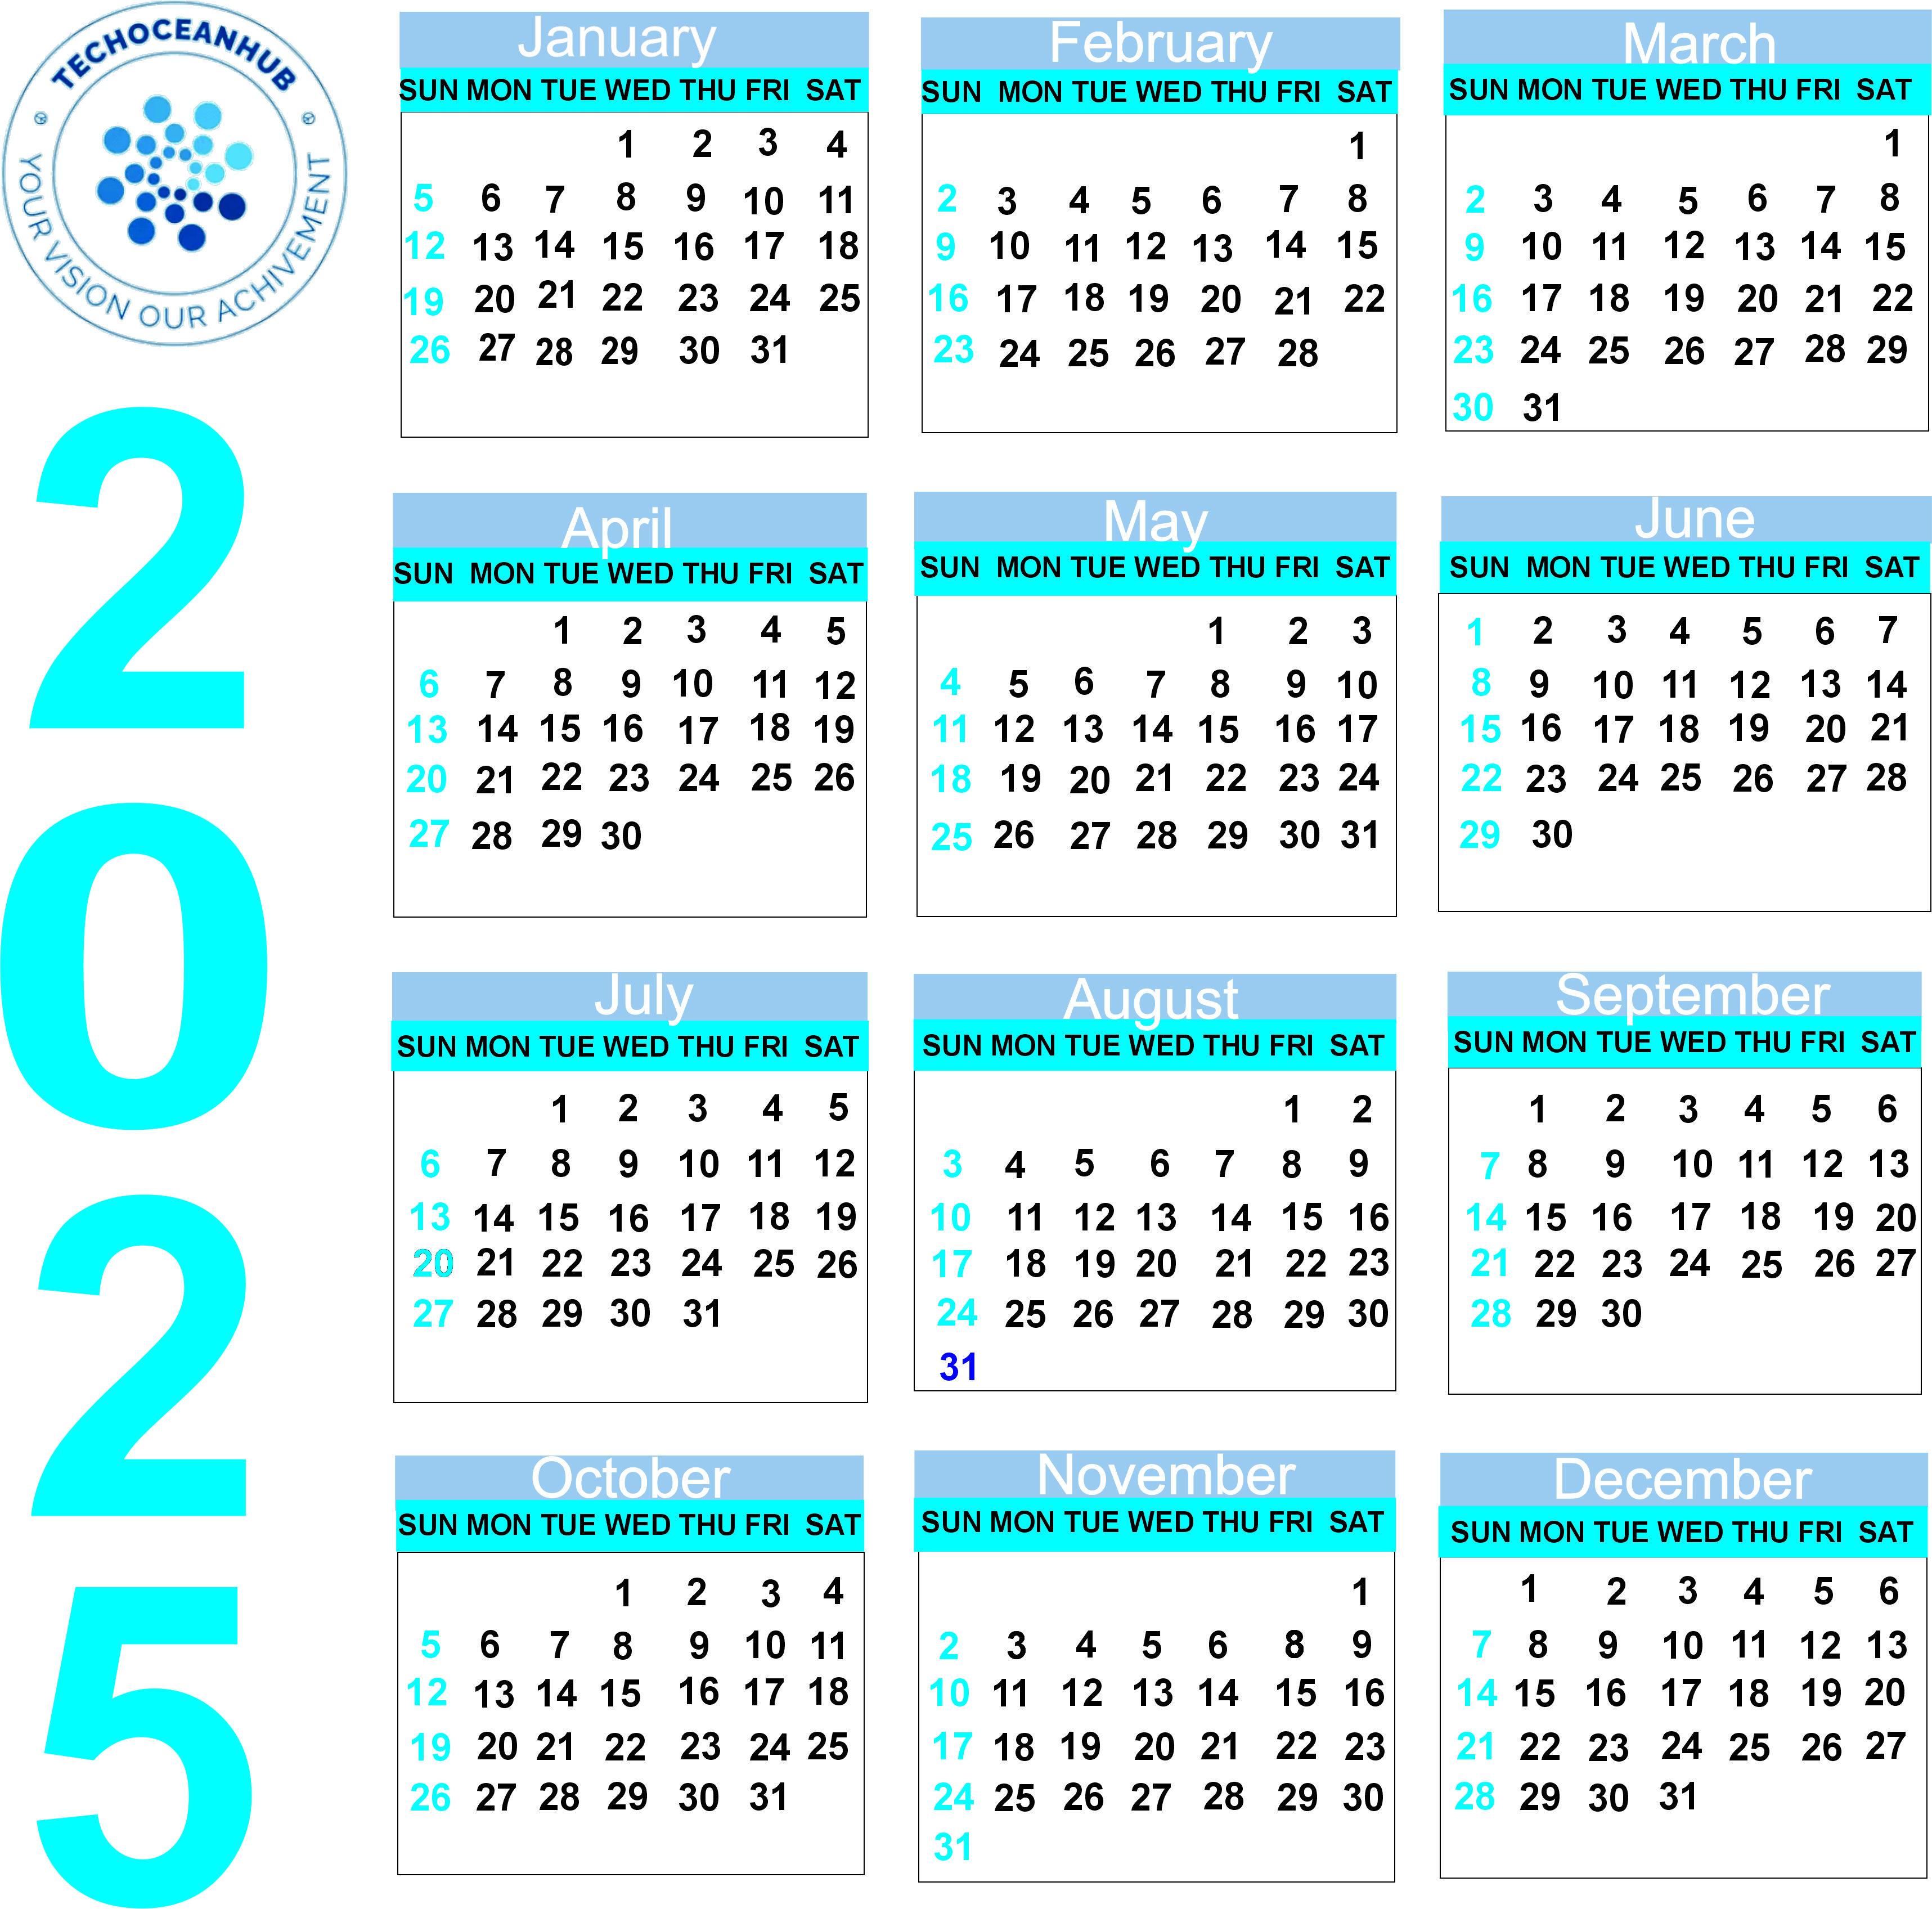 TECHOCEANHUB
YOUR VISION OUR ACHIVEMENT
2025
January
SUN MON TUE WED THU FRI SAT
1 2 3 4
5 6 7 8 9 10 11
12 13 14 15 16 17 18
19 20 21 22 23 24 25
26 27 28 29 30 31
February
SUN MON TUE WED THU FRI SAT
1
2 3 4 5 6 7 8
9 10 11 12 13 14 15
16 17 18 19 20 21 22
23 24 25 26 27 28
March
SUN MON TUE WED THU FRI SAT
1
2 3 4 5 6 7 8
9 10 11 12 13 14 15
16 17 18 19 20 21 22
23 24 25 26 27 28 29
30 31
April
SUN MON TUE WED THU FRI SAT
1 2 3 4 5
6 7 8 9 10 11 12
13 14 15 16 17 18 19
20 21 22 23 24 25 26
27 28 29 30
May
SUN MON TUE WED THU FRI SAT
1 2 3
4 5 6 7 8 9 10
11 12 13 14 15 16 17
18 19 20 21 22 23 24
25 26 27 28 29 30 31
June
SUN MON TUE WED THU FRI SAT
1 2 3 4 5 6 7
8 9 10 11 12 13 14
15 16 17 18 19 20 21
22 23 24 25 26 27 28
29 30
July
SUN MON TUE WED THU FRI SAT
1 2 3 4 5
6 7 8 9 10 11 12
13 14 15 16 17 18 19
20 21 22 23 24 25 26
27 28 29 30 31
August
SUN MON TUE WED THU FRI SAT
1 2
3 4 5 6 7 8 9
10 11 12 13 14 15 16
17 18 19 20 21 22 23
24 25 26 27 28 29 30
31
September
SUN MON TUE WED THU FRI SAT
1 2 3 4 5 6
7 8 9 10 11 12 13
14 15 16 17 18 19 20
21 22 23 24 25 26 27
28 29 30
October
SUN MON TUE WED THU FRI SAT
1 2 3 4
5 6 7 8 9 10 11
12 13 14 15 16 17 18
19 20 21 22 23 24 25
26 27 28 29 30 31
November
SUN MON TUE WED THU FRI SAT
1
2 3 4 5 6 8 9
10 11 12 13 14 15 16
17 18 19 20 21 22 23
24 25 26 27 28 29 30
31
December
SUN MON TUE WED THU FRI SAT
1 2 3 4 5 6
7 8 9 10 11 12 13
14 15 16 17 18 19 20
21 22 23 24 25 26 27
28 29 30 31